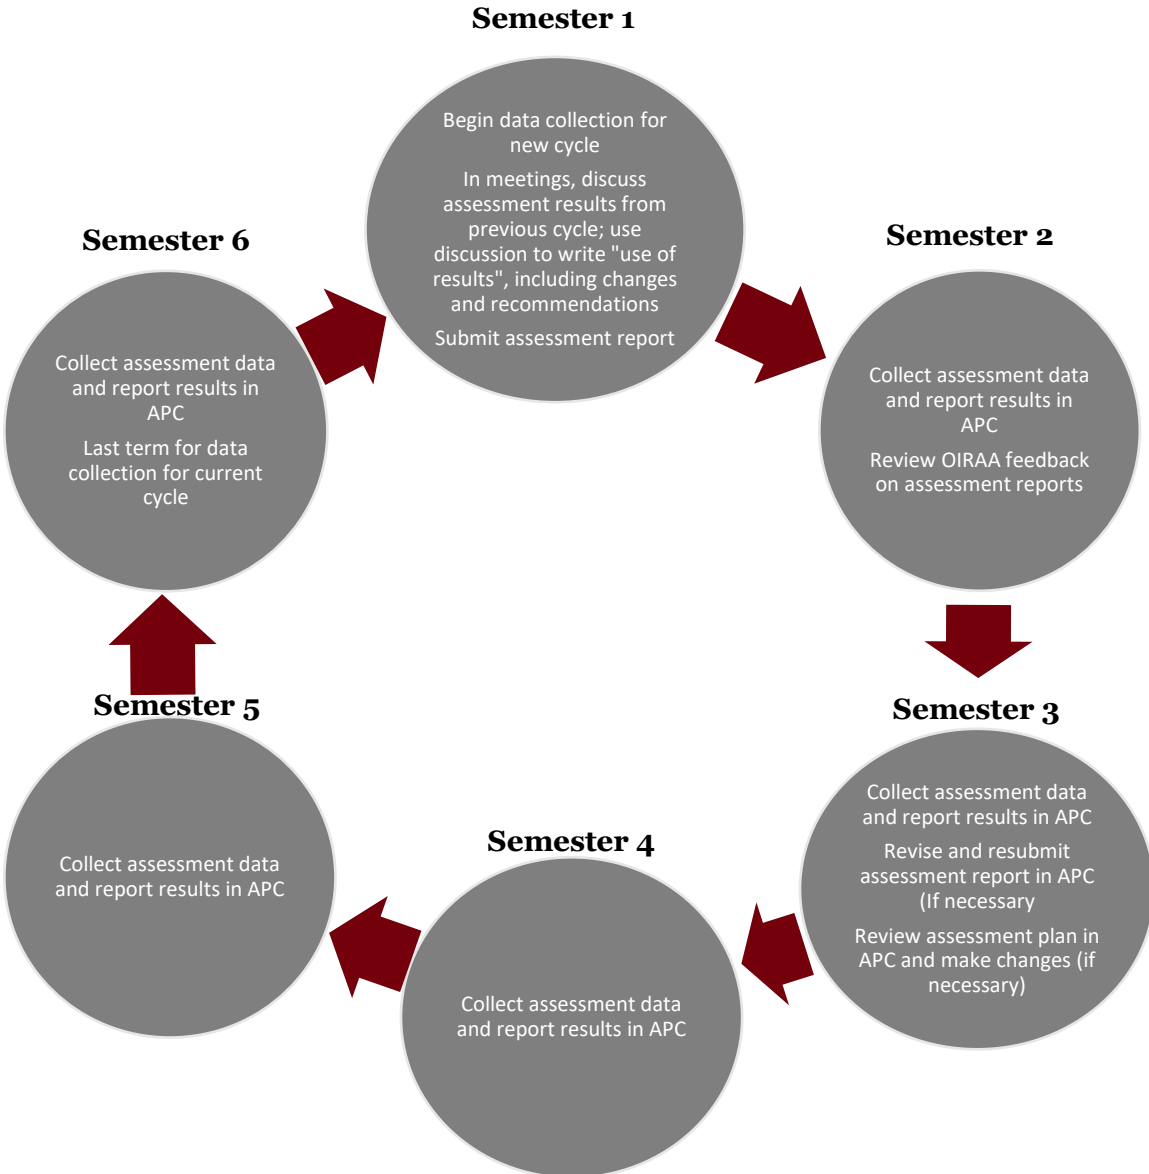 Semester 1
Begin data collection for
new cycle
In meetings, discuss
assessment results from
previous cycle; use
discussion to write "use of
results", including changes
and recommendations
Submit assessment report
Semester 2
Collect assessment data
and report results in
APC
Review OIRAA feedback
on assessment reports
Semester 3
Collect assessment data
and report results in APC
Revise and resubmit
assessment report in APC
(If necessary
Review assessment plan in
APC and make changes (if
necessary)
Semester 4
Collect assessment data
and report results in APC
Semester 5
Collect assessment data
and report results in APC
Semester 6
Collect assessment data
and report results in
APC
Last term for data
collection for current
cycle